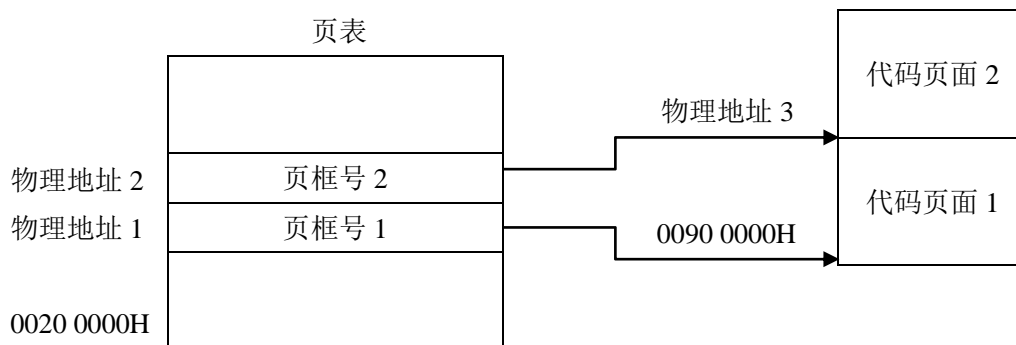 页表
代码页面 2
物理地址 3
物理地址 2
页框号 2
代码页面 1
物理地址 1
页框号 1
0090 0000H
0020 0000H